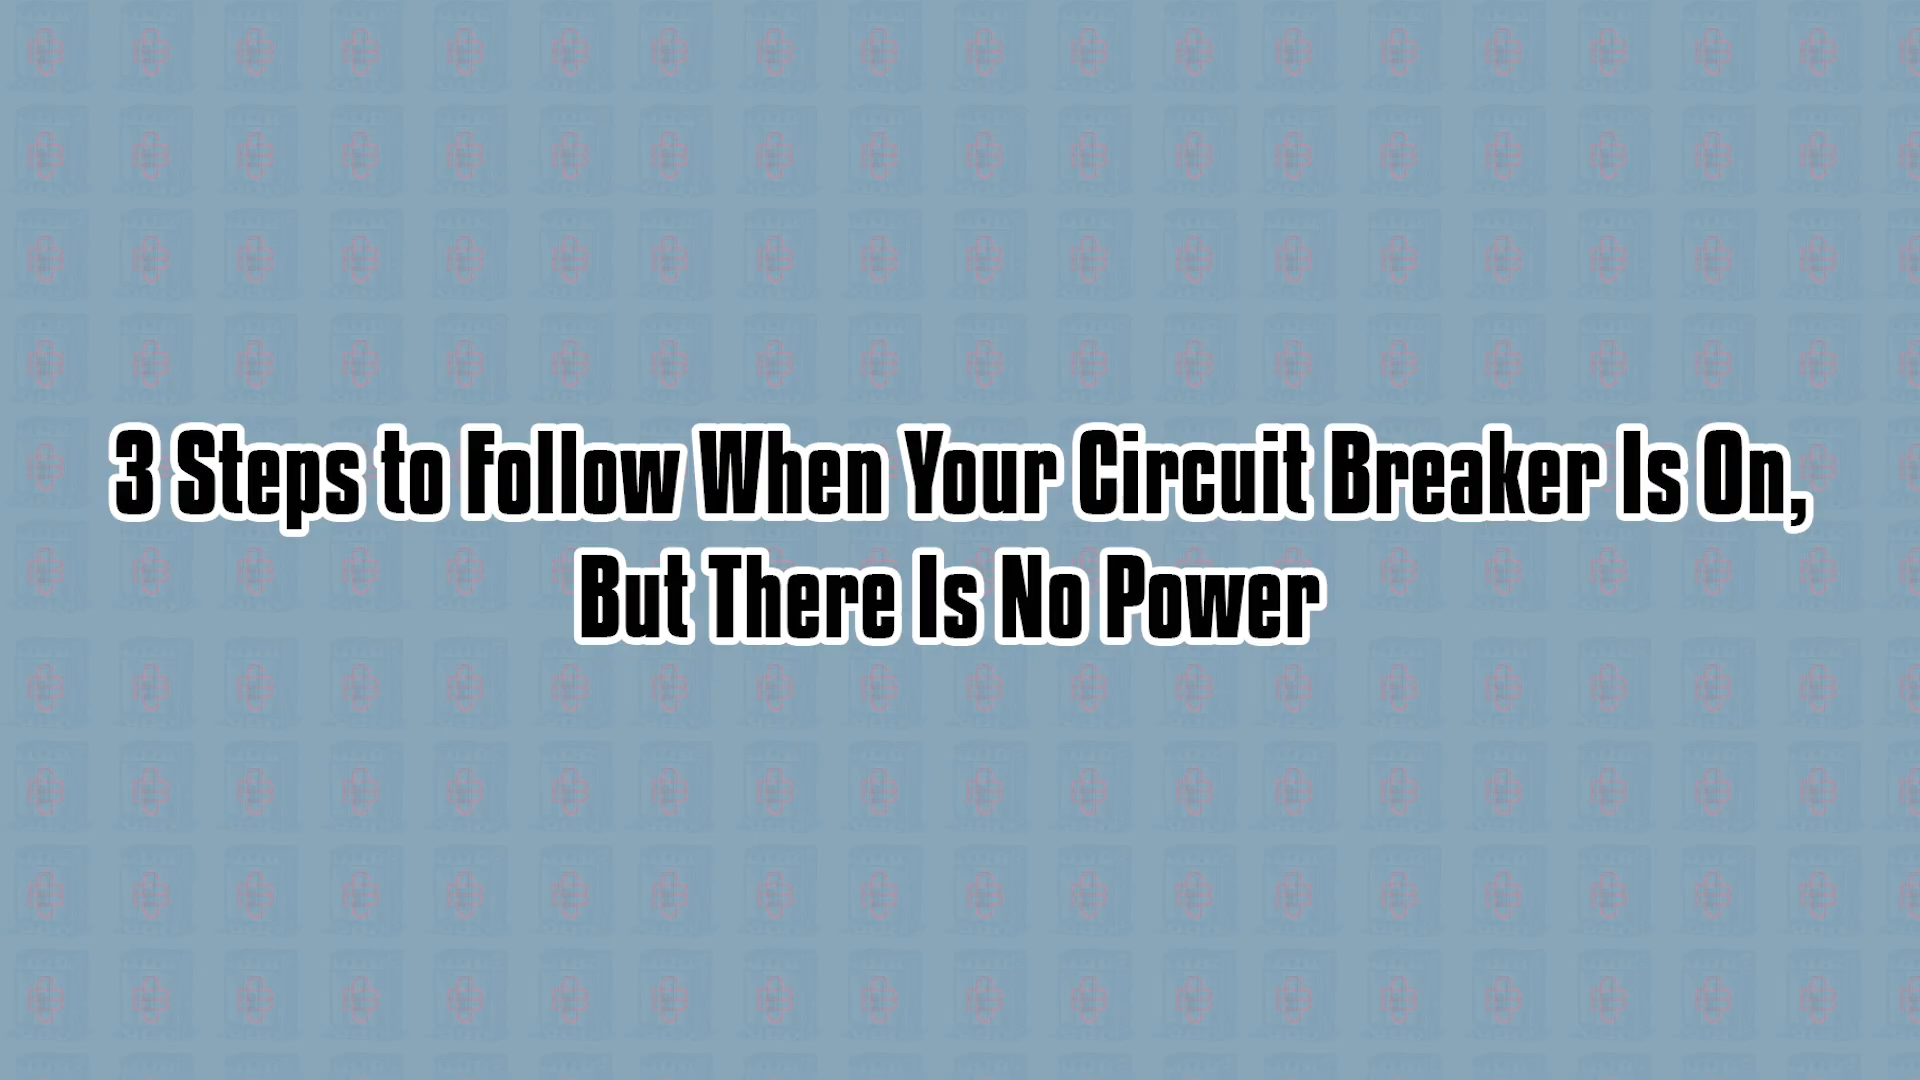 3 Steps to Follow When Your Circuit Breaker Is On,
But There Is No Power